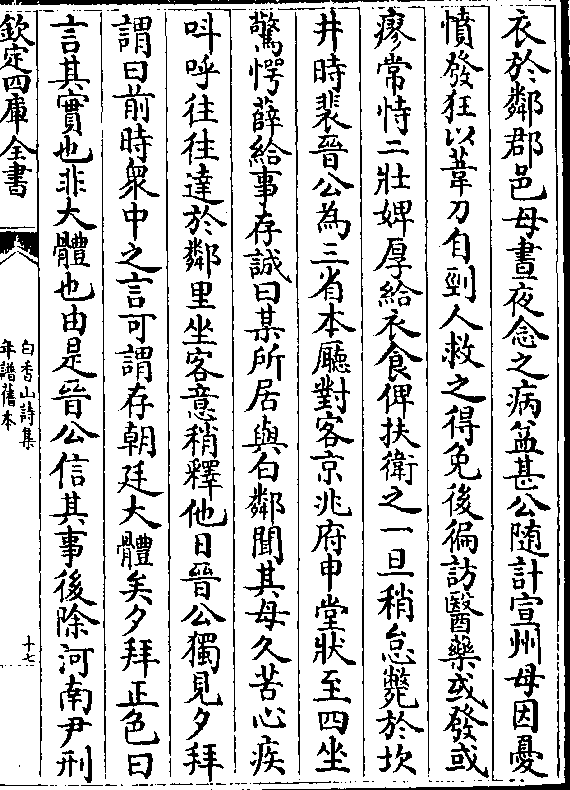 衣於鄰郡邑母晝夜念之病益甚公随計宣州母因憂
憤發狂以葦刀自剄人救之得免後徧訪醫藥或發或
瘳常恃二壯婢厚給衣食俾扶衛之一旦稍怠斃於坎
井時裴晉公為三省本廳對客京兆府申堂狀至四坐
驚愕薛給事存誠曰某所居與白鄰聞其母久苦心疾
叫呼往往達於鄰里坐客意稍釋他日晉公獨見夕拜
謂曰前時衆中之言可謂存朝廷大體矣夕拜正色曰
言其實也非大體也由是晉公信其事後除河南尹刑
欽定四庫全書
白香山詩集
年譜舊本
十七